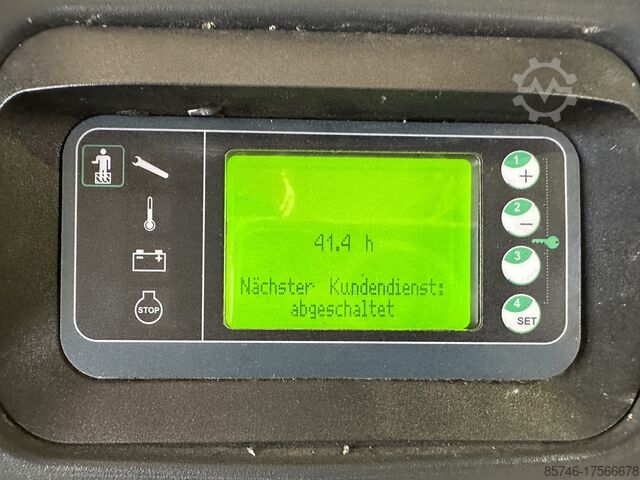 41.4 h
Nächster Kundendienst:
abgeschaltet
1
+
2
−
3
4
SET
- +
STOP
85746-17566678